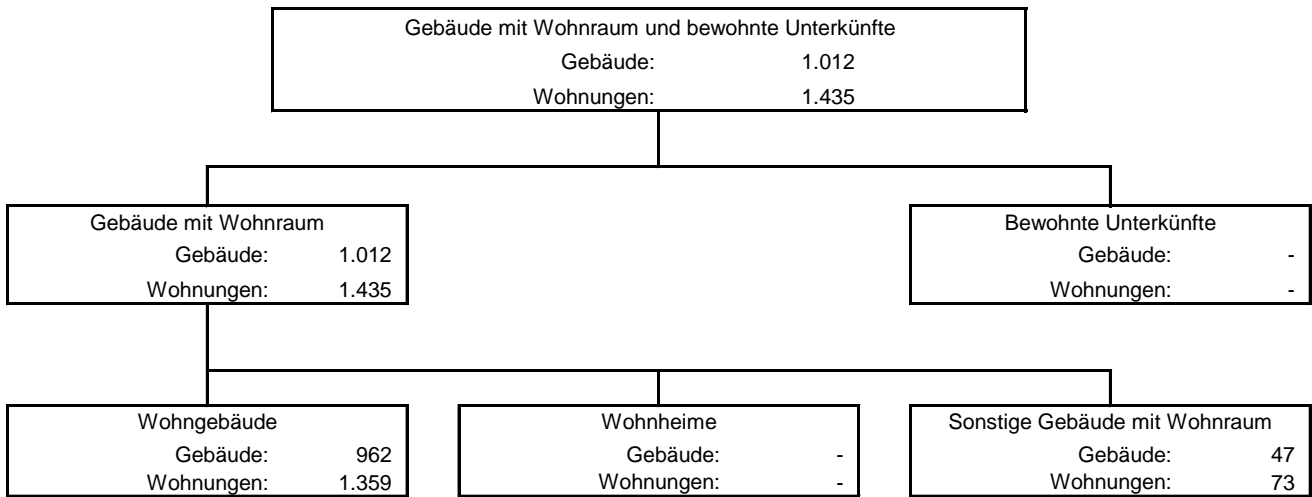 Gebäude mit Wohnraum und bewohnte Unterkünfte
Gebäude: 1.012
Wohnungen: 1.435
Gebäude mit Wohnraum
Gebäude: 1.012
Wohnungen: 1.435
Bewohnte Unterkünfte
Gebäude: -
Wohnungen: -
Wohngebäude
Gebäude: 962
Wohnungen: 1.359
Wohnheime
Gebäude: -
Wohnungen: -
Sonstige Gebäude mit Wohnraum
Gebäude: 47
Wohnungen: 73